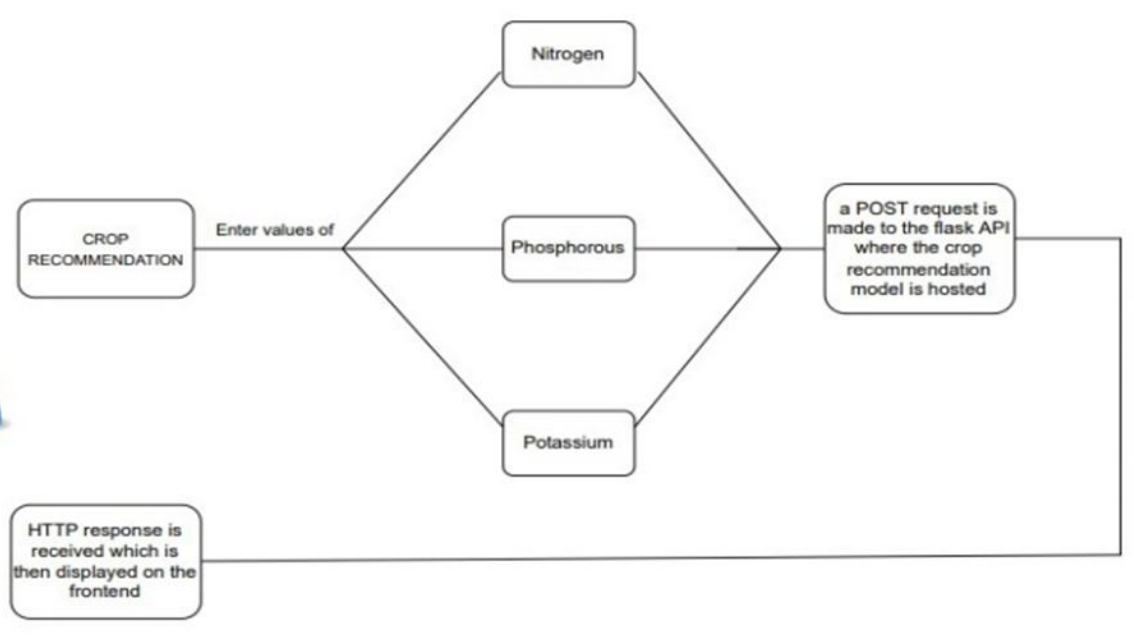 Nitrogen
CROP
RECOMMENDATION
Enter values of
Phosphorous
a POST request is
made to the flask API
where the crop
recommendation
model is hosted
Potassium
HTTP response is
received which is
then displayed on the
frontend